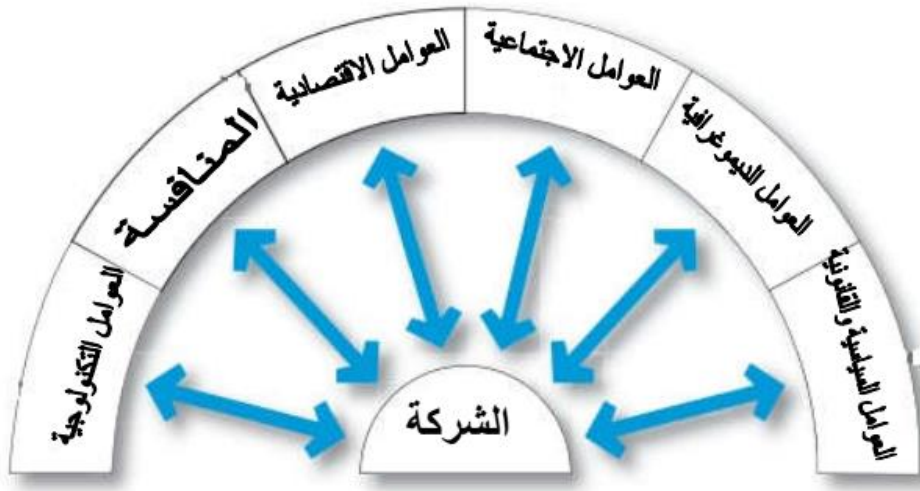 العوامل السياسية والقانونية
العوامل الديموغرافية
العوامل الاجتماعية
العوامل الاقتصادية
المنافسة
العوامل التكنولوجية
الشركة